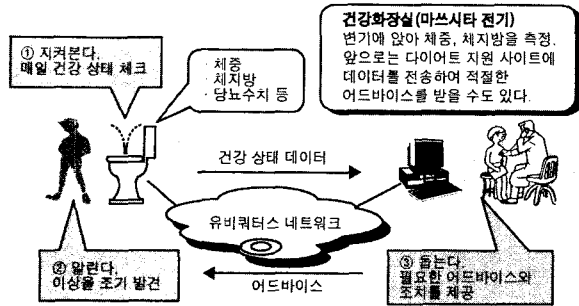 ① 지켜본다.
매일 건강 상태 체크
· 체중
· 체지방
· 당뇨수치 등
건강화장실(마쓰시타 전기)
변기에 앉아 체중, 체지방을 측정.
앞으로는 다이어트 지원 사이트에
데이터를 전송하여 적절한
어드바이스를 받을 수도 있다.
건강 상태 데이터
유비쿼터스 네트워크
② 알린다.
이상을 조기 발견
어드바이스
③ 돕는다.
필요한 어드바이스와
조치를 제공